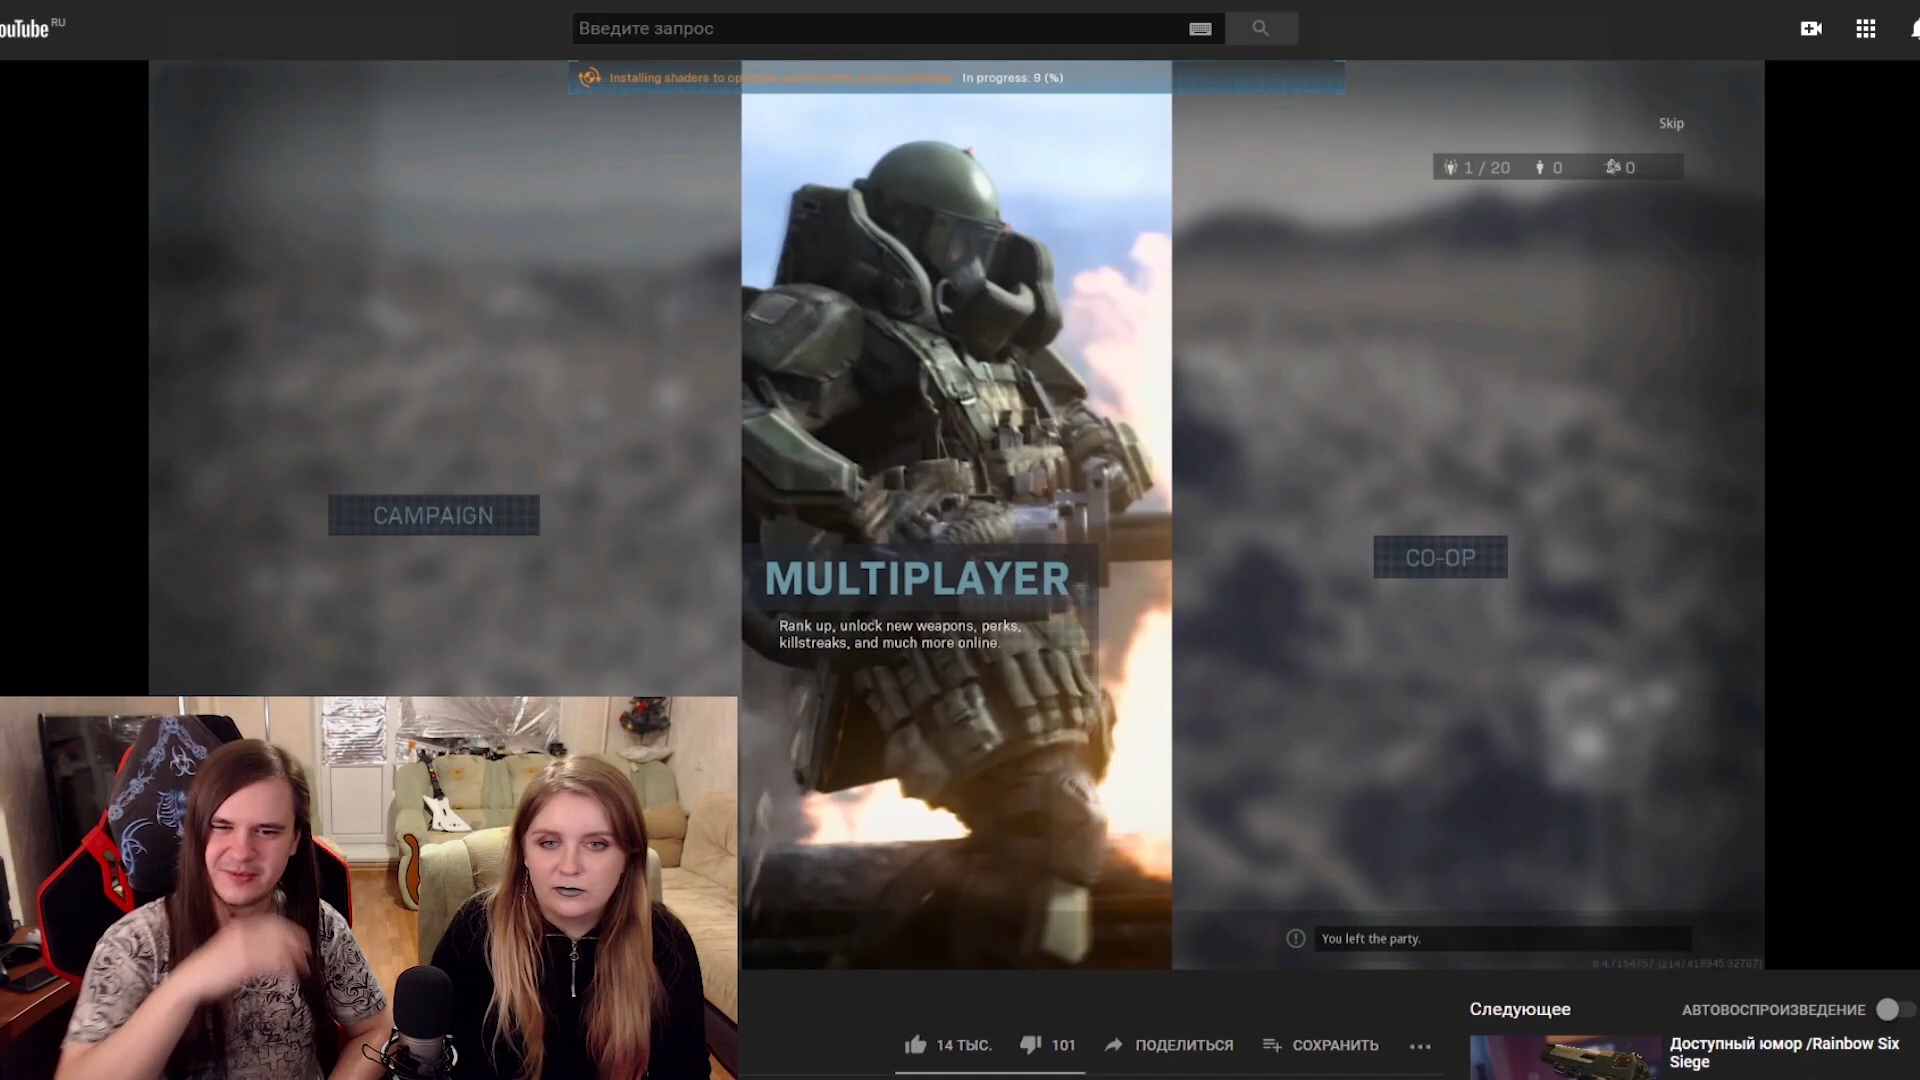 ouTube RU
Введите запрос
Installing shaders to op
In progress: 9 (%)
Skip
1 / 20
0
0
CAMPAIGN
MULTIPLAYER
Rank up, unlock new weapons, perks,
killstreaks, and much more online.
CO-OP
You left the party.
14 ТЫС.
101
ПОДЕЛИТЬСЯ
СОХРАНИТЬ
Следующее
АВТОВОСПРОИЗВЕДЕНИЕ
Доступный юмор /Rainbow Six
Siege